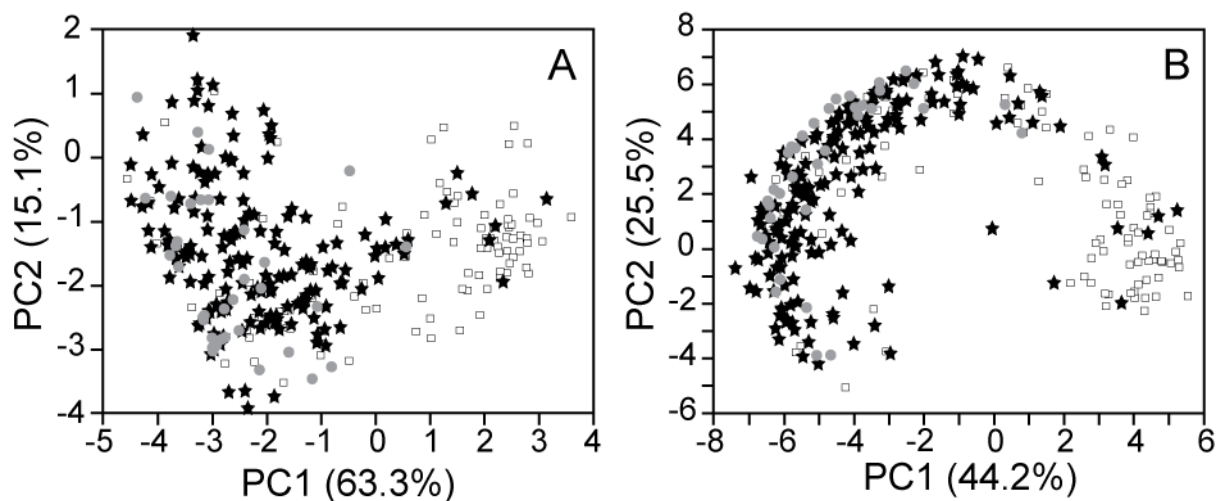 A
PC2 (15.1%)
2
1
0
-1
-2
-3
-4
-5 -4 -3 -2 -1 0 1 2 3 4
PC1 (63.3%)
B
PC2 (25.5%)
8
6
4
2
0
-2
-4
-6
-8 -6 -4 -2 0 2 4 6
PC1 (44.2%)